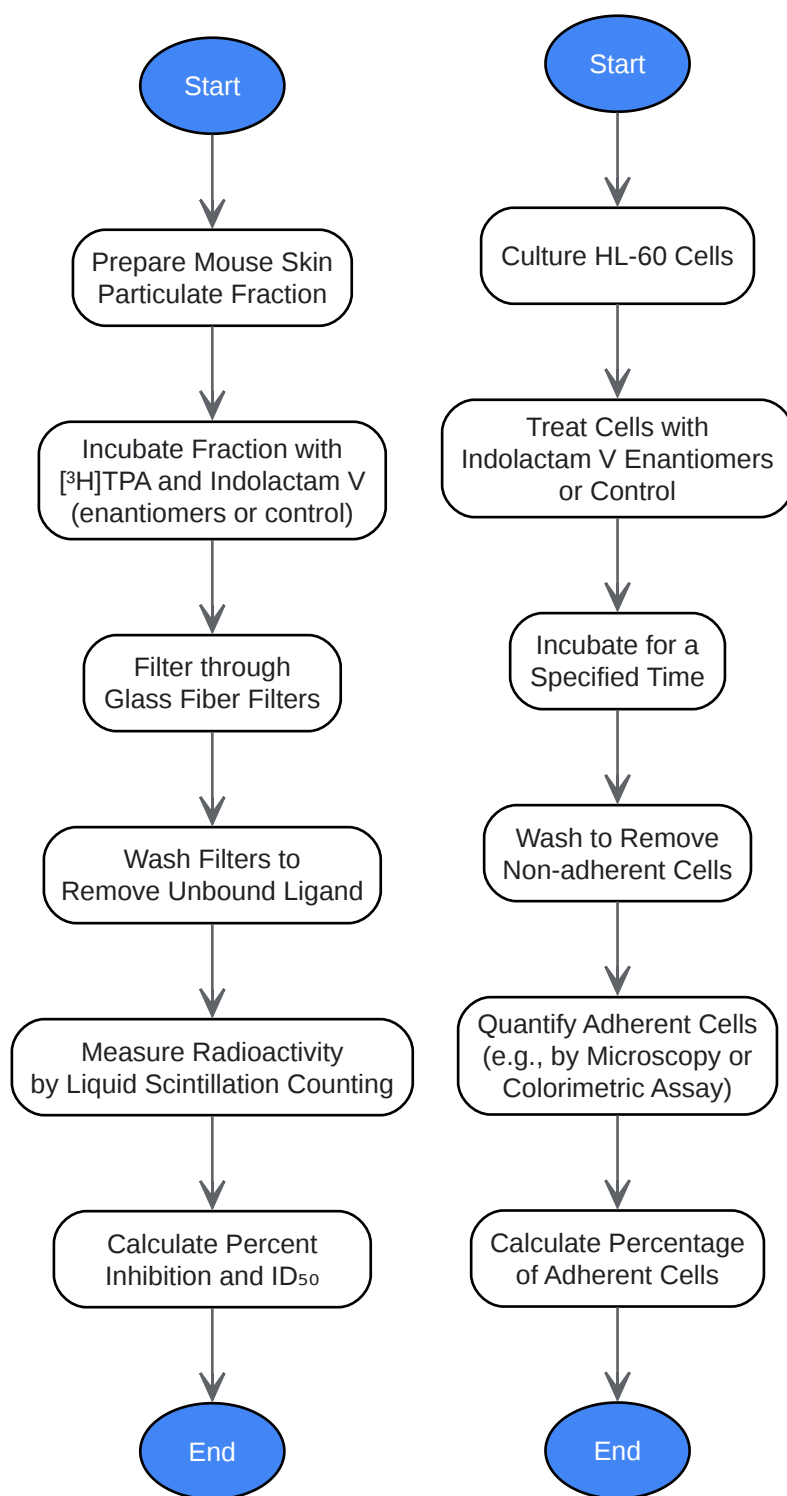 Start
Prepare Mouse Skin
Particulate Fraction
Incubate Fraction with
[³H]TPA and Indolactam V
(enantiomers or control)
Filter through
Glass Fiber Filters
Wash Filters to
Remove Unbound Ligand
Measure Radioactivity
by Liquid Scintillation Counting
Calculate Percent
Inhibition and ID₅₀
End
Start
Culture HL-60 Cells
Treat Cells with
Indolactam V Enantiomers
or Control
Incubate for a
Specified Time
Wash to Remove
Non-adherent Cells
Quantify Adherent Cells
(e.g., by Microscopy or
Colorimetric Assay)
Calculate Percentage
of Adherent Cells
End